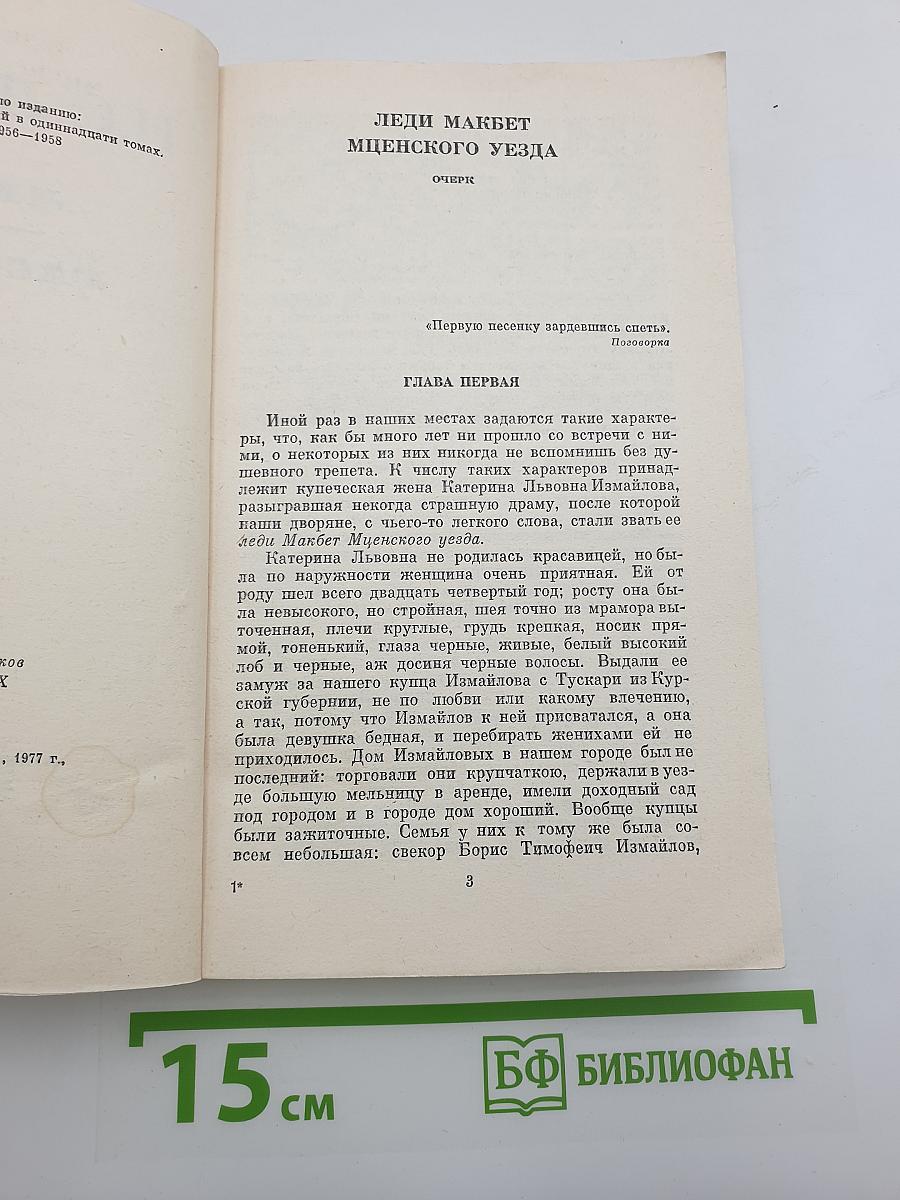 по изданию:
й в одиннадцати томах.
956—1958
ков
Х
, 1977 г.,
ЛЕДИ МАКБЕТ
МЦЕНСКОГО УЕЗДА
ОЧЕРК
«Первую песенку зардевшись спеть».
Поговорка
ГЛАВА ПЕРВАЯ
Иной раз в наших местах задаются такие характе-
ры, что, как бы много лет ни прошло со встречи с ни-
ми, о некоторых из них никогда не вспомнишь без ду-
шевного трепета. К числу таких характеров принад-
лежит купеческая жена Катерина Львовна Измайлова,
разыгравшая некогда страшную драму, после которой
наши дворяне, с чьего-то легкого слова, стали звать ее
леди Макбет Мценского уезда.
Катерина Львовна не родилась красавицей, но бы-
ла по наружности женщина очень приятная. Ей от
роду шел всего двадцать четвертый год; росту она бы-
ла невысокого, но стройная, шея точно из мрамора вы-
точенная, плечи круглые, грудь крепкая, носик пря-
мой, тоненький, глаза черные, живые, белый высокий
лоб и черные, аж досиня черные волосы. Выдали ее
замуж за нашего купца Измайлова с Тускари из Кур-
ской губернии, не по любви или какому влечению,
а так, потому что Измайлов к ней присватался, а она
была девушка бедная, и перебирать женихами ей не
приходилось. Дом Измайловых в нашем городе был не
последний: торговали они крупчаткою, держали в уез-
де большую мельницу в аренде, имели доходный сад
под городом и в городе дом хороший. Вообще купцы
были зажиточные. Семья у них к тому же была со-
всем небольшая: свекор Борис Тимофеич Измайлов,
1*
3
15 см
БФ БИБЛИОФАН